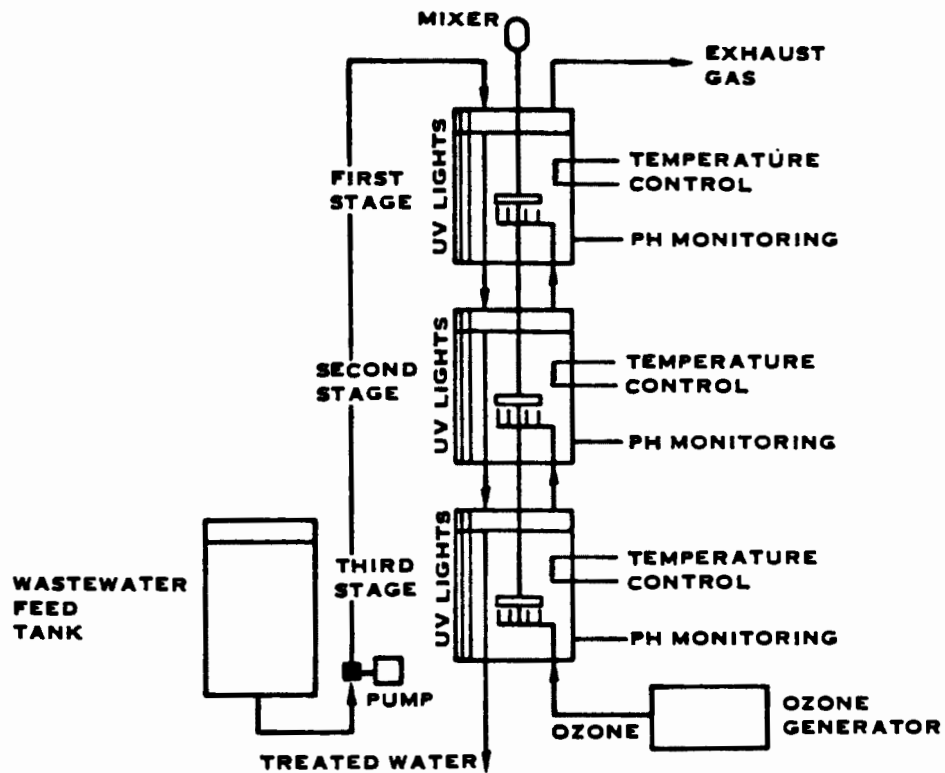 MIXER
EXHAUST
GAS
UV LIGHTS
TEMPERATURE
CONTROL
FIRST
STAGE
PH MONITORING
UV LIGHTS
TEMPERATURE
CONTROL
SECOND
STAGE
PH MONITORING
UV LIGHTS
TEMPERATURE
CONTROL
THIRD
STAGE
WASTEWATER
FEED
TANK
PH MONITORING
PUMP
OZONE
OZONE
GENERATOR
TREATED WATER